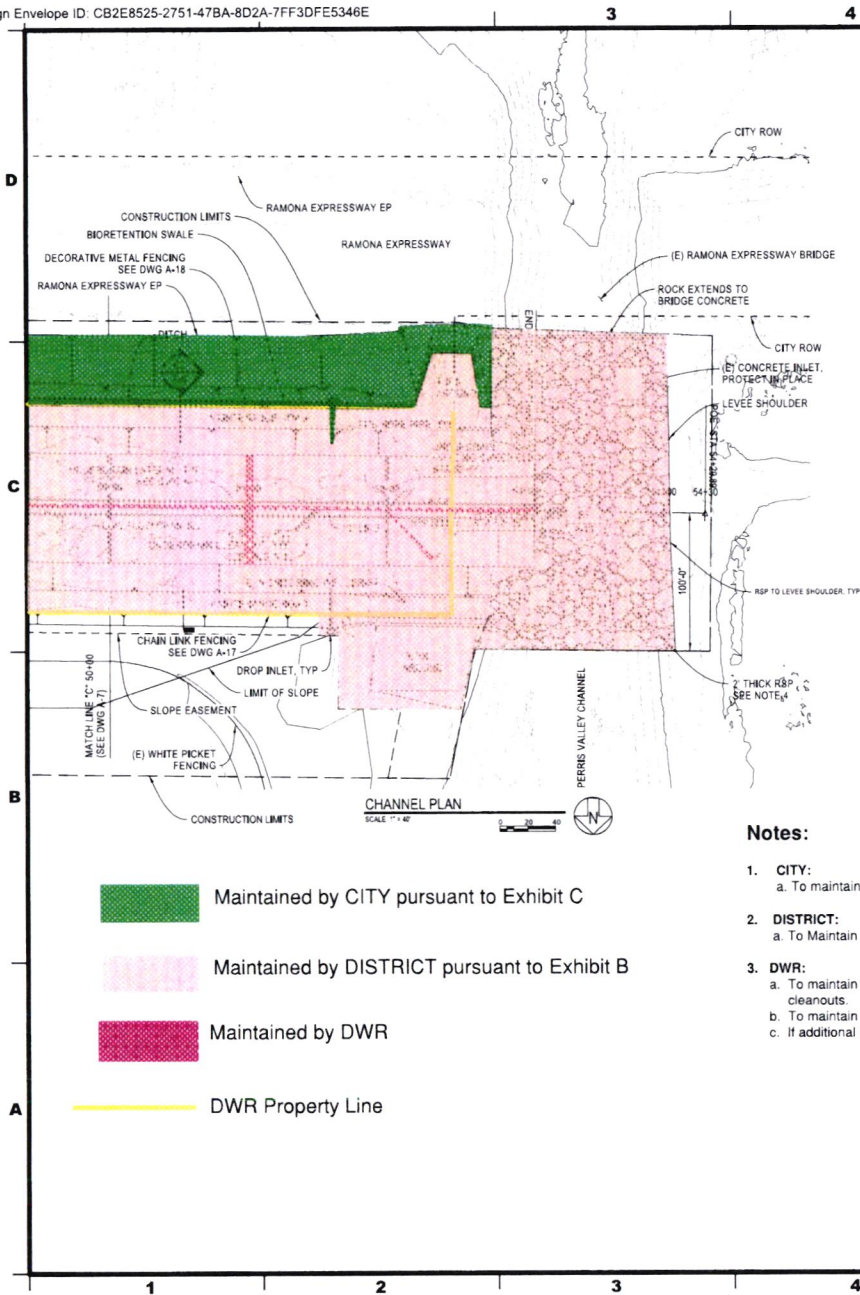 gn Envelope ID: CB2E8525-2751-47BA-8D2A-7FF3DFE5346E
3
4
D
C
B
A
CITY ROW
RAMONA EXPRESSWAY EP
CONSTRUCTION LIMITS
BIORETENTION SWALE
RAMONA EXPRESSWAY
DECORATIVE METAL FENCING
SEE DWG A-18
RAMONA EXPRESSWAY EP
(E) RAMONA EXPRESSWAY BRIDGE
ROCK EXTENDS TO
BRIDGE CONCRETE
END
DITCH
CITY ROW
(E) CONCRETE INLET,
PROTECT IN PLACE
LEVEE SHOULDER
100'-0"
RSP TO LEVEE SHOULDER, TYP
CHAIN LINK FENCING
SEE DWG A-17
DROP INLET, TYP
LIMIT OF SLOPE
SLOPE EASEMENT
MATCH LINE "C" 50+00
(SEE DWG A-7)
(E) WHITE PICKET
FENCING
CONSTRUCTION LIMITS
2' THICK RSP
SEE NOTE 4
PERRIS VALLEY CHANNEL
CHANNEL PLAN
SCALE 1" = 40'
0 20 40
N
Maintained by CITY pursuant to Exhibit C
Maintained by DISTRICT pursuant to Exhibit B
Maintained by DWR
DWR Property Line
Notes:
1. CITY:
a. To maintain
2. DISTRICT:
a. To Maintain
3. DWR:
a. To maintain
cleanouts.
b. To maintain
c. If additional
1
2
3
4